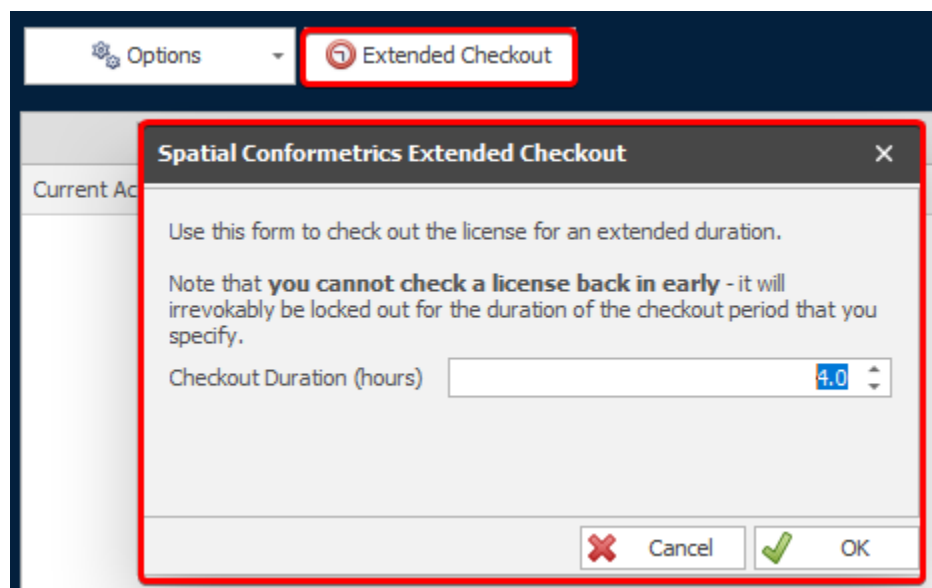 Options
Extended Checkout
Spatial Conformetrics Extended Checkout
Current Ac
Use this form to check out the license for an extended duration.
Note that you cannot check a license back in early - it will
irrevokably be locked out for the duration of the checkout period that you
specify.
Checkout Duration (hours)
4.0
Cancel
OK